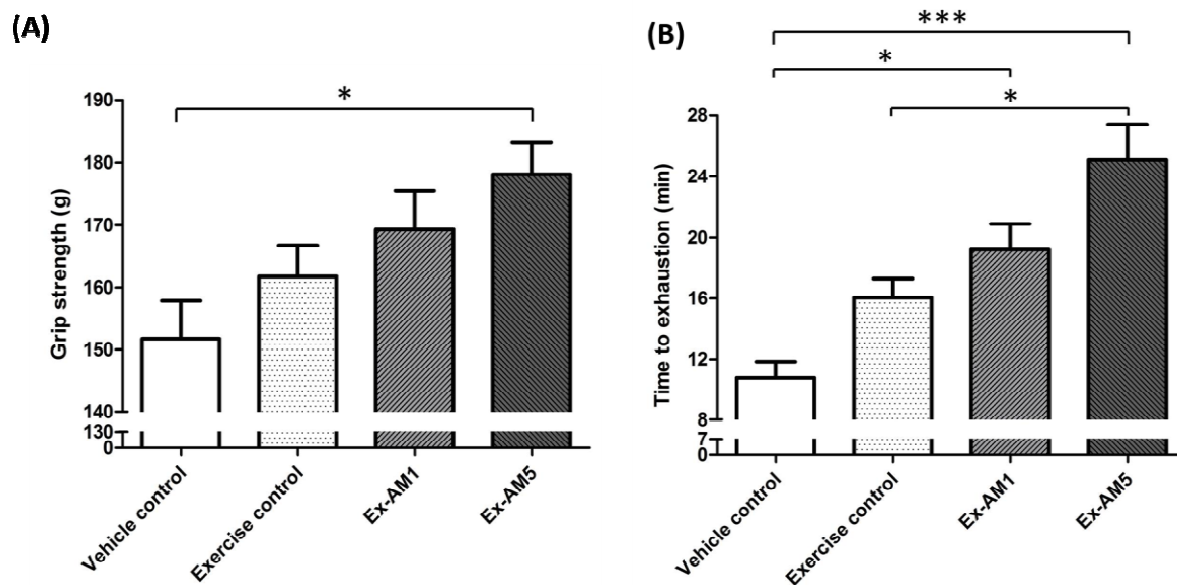 (A)
*
Grip strength (g)
190
180
170
160
150
140
130
0
Vehicle control
Exercise control
Ex-AM1
Ex-AM5
(B)
***
*
*
Time to exhaustion (min)
28
24
20
16
12
8
7
0
Vehicle control
Exercise control
Ex-AM1
Ex-AM5